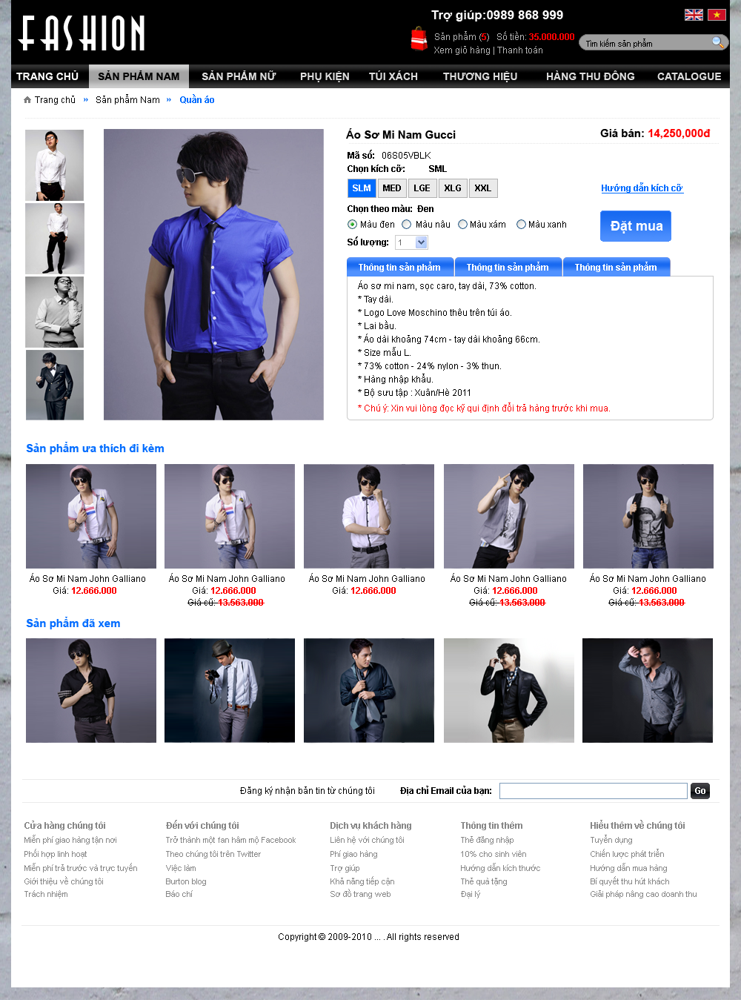 FASHION
Trợ giúp:0989 868 999
Sản phẩm (5) Số tiền: 35.000.000
Xem giỏ hàng | Thanh toán
Tìm kiếm sản phẩm
TRANG CHỦ SẢN PHẨM NAM SẢN PHẨM NỮ PHỤ KIỆN TÚI XÁCH THƯƠNG HIỆU HÀNG THU ĐÔNG CATALOGUE
Trang chủ » Sản phẩm Nam » Quần áo
Áo Sơ Mi Nam Gucci
Giá bán: 14,250,000đ
Mã số: 06S05VBLK
Chọn kích cỡ: SML
SLM MED LGE XLG XXL
Hướng dẫn kích cỡ
Chọn theo màu: Đen
Màu đen Màu nâu Màu xám Màu xanh
Đặt mua
Số lượng: 1
Thông tin sản phẩm Thông tin sản phẩm Thông tin sản phẩm
Áo sơ mi nam, sọc caro, tay dài, 73% cotton.
* Tay dài.
* Logo Love Moschino thêu trên túi áo.
* Lai bầu.
* Áo dài khoảng 74cm - tay dài khoảng 66cm.
* Size mẫu L.
* 73% cotton - 24% nylon - 3% thun.
* Hàng nhập khẩu.
* Bộ sưu tập : Xuân/Hè 2011
* Chú ý: Xin vui lòng đọc kỹ qui định đổi trả hàng trước khi mua.
Sản phẩm ưa thích đi kèm
Áo Sơ Mi Nam John Galliano Áo Sơ Mi Nam John Galliano Áo Sơ Mi Nam John Galliano Áo Sơ Mi Nam John Galliano Áo Sơ Mi Nam John Galliano
Giá: 12.666.000 Giá: 12.666.000 Giá: 12.666.000 Giá: 12.666.000 Giá: 12.666.000
Giá cũ: 13.563.000 Giá cũ: 13.563.000 Giá cũ: 13.563.000
Sản phẩm đã xem
Đăng ký nhận bản tin từ chúng tôi Địa chỉ Email của bạn: Go
Cửa hàng chúng tôi Đến với chúng tôi Dịch vụ khách hàng Thông tin thêm Hiểu thêm về chúng tôi
Miễn phí giao hàng tận nơi Trở thành một fan hâm mộ Facebook Liên hệ với chúng tôi Thẻ đăng nhập Tuyển dụng
Phối hợp linh hoạt Theo chúng tôi trên Twitter Phí giao hàng 10% cho sinh viên Chiến lược phát triển
Miễn phí trả trước và trực tuyến Việc làm Trợ giúp Hướng dẫn kích thước Hướng dẫn mua hàng
Giới thiệu về chúng tôi Burton blog Khả năng tiếp cận Thẻ quà tặng Bí quyết thu hút khách
Trách nhiệm Báo chí Sơ đồ trang web Đại lý Giải pháp nâng cao doanh thu
Copyright © 2009-2010 ... . All rights reserved